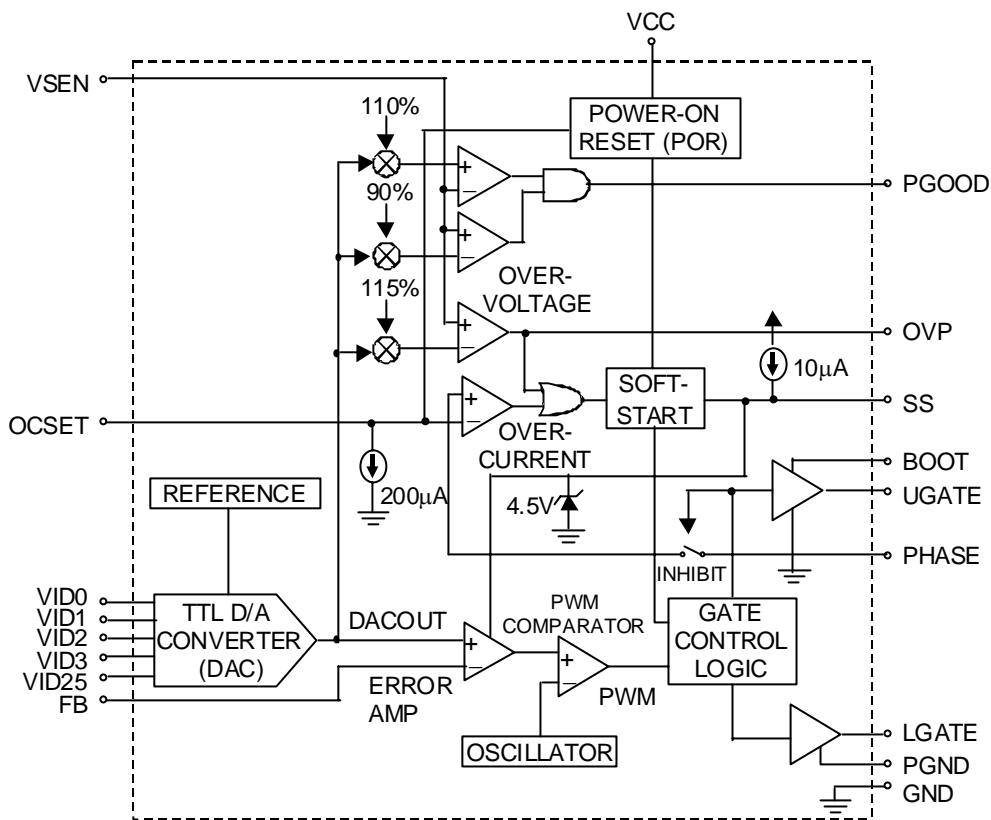 VCC
VSEN
110%
POWER-ON
RESET (POR)
+
−
PGOOD
90%
+
−
115%
OVER-
VOLTAGE
+
−
OVP
10μA
SOFT-
START
SS
+
−
OCSET
OVER-
CURRENT
200μA
4.5V
BOOT
UGATE
REFERENCE
INHIBIT
PHASE
VID0
VID1
VID2
VID3
VID25
FB
TTL D/A
CONVERTER
(DAC)
DACOUT
+
−
ERROR
AMP
PWM
COMPARATOR
+
−
PWM
GATE
CONTROL
LOGIC
OSCILLATOR
LGATE
PGND
GND